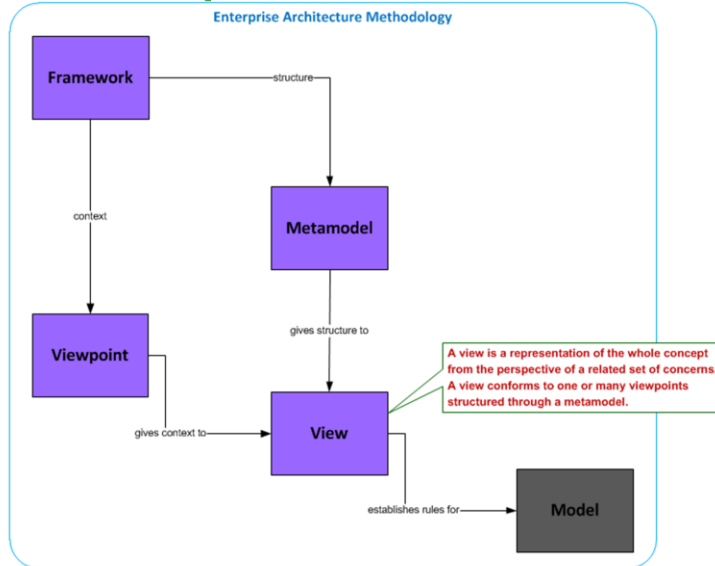 Enterprise Architecture Methodology
Framework
structure
context
Metamodel
gives structure to
Viewpoint
A view is a representation of the whole concept
from the perspective of a related set of concerns.
A view conforms to one or many viewpoints
structured through a metamodel.
View
gives context to
establishes rules for
Model